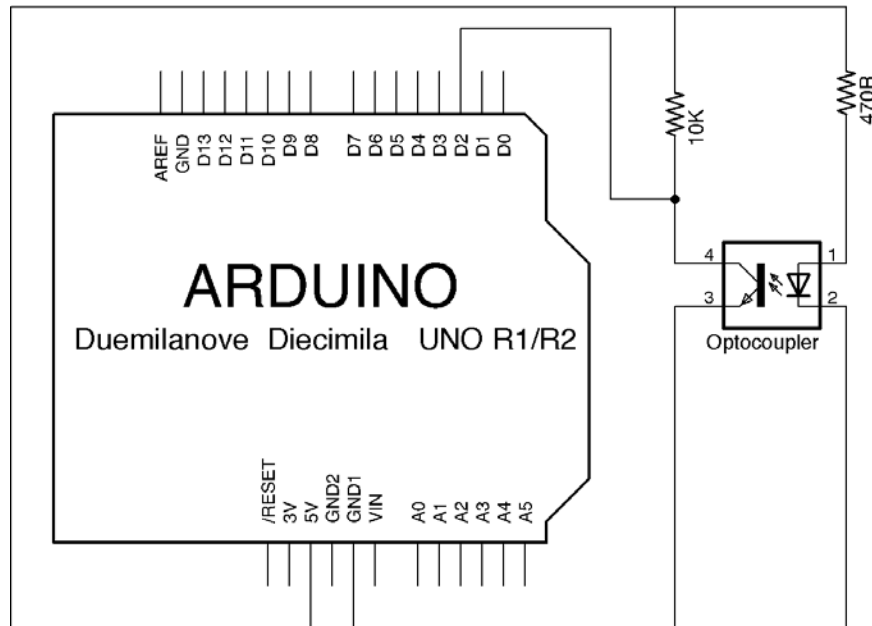 AREF
GND
D13
D12
D11
D10
D9
D8
D7
D6
D5
D4
D3
D2
D1
D0
10K
470R
ARDUINO
Duemilanove Diecimila UNO R1/R2
4
3
1
2
Optocoupler
/RESET
3V
5V
GND2
GND1
VIN
A0
A1
A2
A3
A4
A5